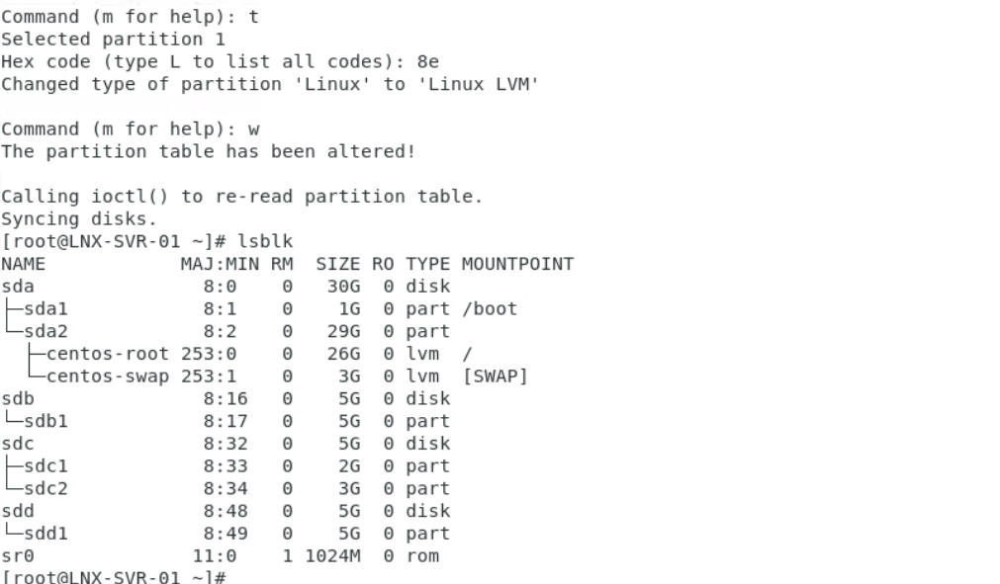 Command (m for help): t
Selected partition 1
Hex code (type L to list all codes): 8e
Changed type of partition 'Linux' to 'Linux LVM'
Command (m for help): w
The partition table has been altered!
Calling ioctl() to re-read partition table.
Syncing disks.
[root@LNX-SVR-01 ~]# lsblk
NAME            MAJ:MIN RM   SIZE RO TYPE MOUNTPOINT
sda               8:0    0    30G  0 disk
├─sda1            8:1    0     1G  0 part /boot
└─sda2            8:2    0    29G  0 part
  ├─centos-root 253:0    0    26G  0 lvm  /
  └─centos-swap 253:1    0     3G  0 lvm  [SWAP]
sdb               8:16   0     5G  0 disk
└─sdb1            8:17   0     5G  0 part
sdc               8:32   0     5G  0 disk
├─sdc1            8:33   0     2G  0 part
└─sdc2            8:34   0     3G  0 part
sdd               8:48   0     5G  0 disk
└─sdd1            8:49   0     5G  0 part
sr0              11:0    1  1024M  0 rom
[root@LNX-SVR-01 ~]#